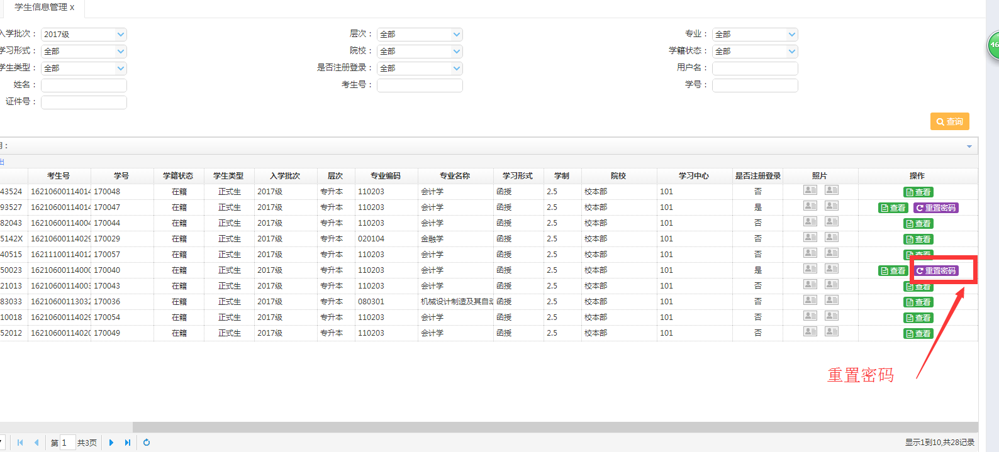 学生信息管理 x
入学批次： 2017级 层次： 全部 专业： 全部
学习形式： 全部 院校： 全部 学籍状态： 全部
学生类型： 全部 是否注册登录： 全部 用户名：
姓名： 考生号： 学号：
证件号：
查询
考生号 学号 学籍状态 学生类型 入学批次 层次 专业编码 专业名称 学习形式 学制 院校 学习中心 是否注册登录 照片 操作
43524 16210600114014 170048 在籍 正式生 2017级 专升本 110203 会计学 函授 2.5 校本部 101 否 查看
93527 16210600114014 170047 在籍 正式生 2017级 专升本 110203 会计学 函授 2.5 校本部 101 是 查看 重置密码
82043 16210600114004 170044 在籍 正式生 2017级 专升本 110203 会计学 函授 2.5 校本部 101 否 查看
5142X 16210600114029 170029 在籍 正式生 2017级 专升本 020104 金融学 函授 2.5 校本部 101 否 查看
40515 16211100114012 170057 在籍 正式生 2017级 专升本 110203 会计学 函授 2.5 校本部 101 否 查看
50023 16210600114000 170040 在籍 正式生 2017级 专升本 110203 会计学 函授 2.5 校本部 101 是 查看 重置密码
21013 16210600114003 170043 在籍 正式生 2017级 专升本 110203 会计学 函授 2.5 校本部 101 否 查看
83033 16210600113032 170036 在籍 正式生 2017级 专升本 080301 机械设计制造及其自动 函授 2.5 校本部 101 否 查看
10018 16210600114029 170054 在籍 正式生 2017级 专升本 110203 会计学 函授 2.5 校本部 101 否 查看
52012 16210600114020 170049 在籍 正式生 2017级 专升本 110203 会计学 函授 2.5 校本部 101 否 查看
重置密码
第 1 共3页 显示1到10,共28记录
46